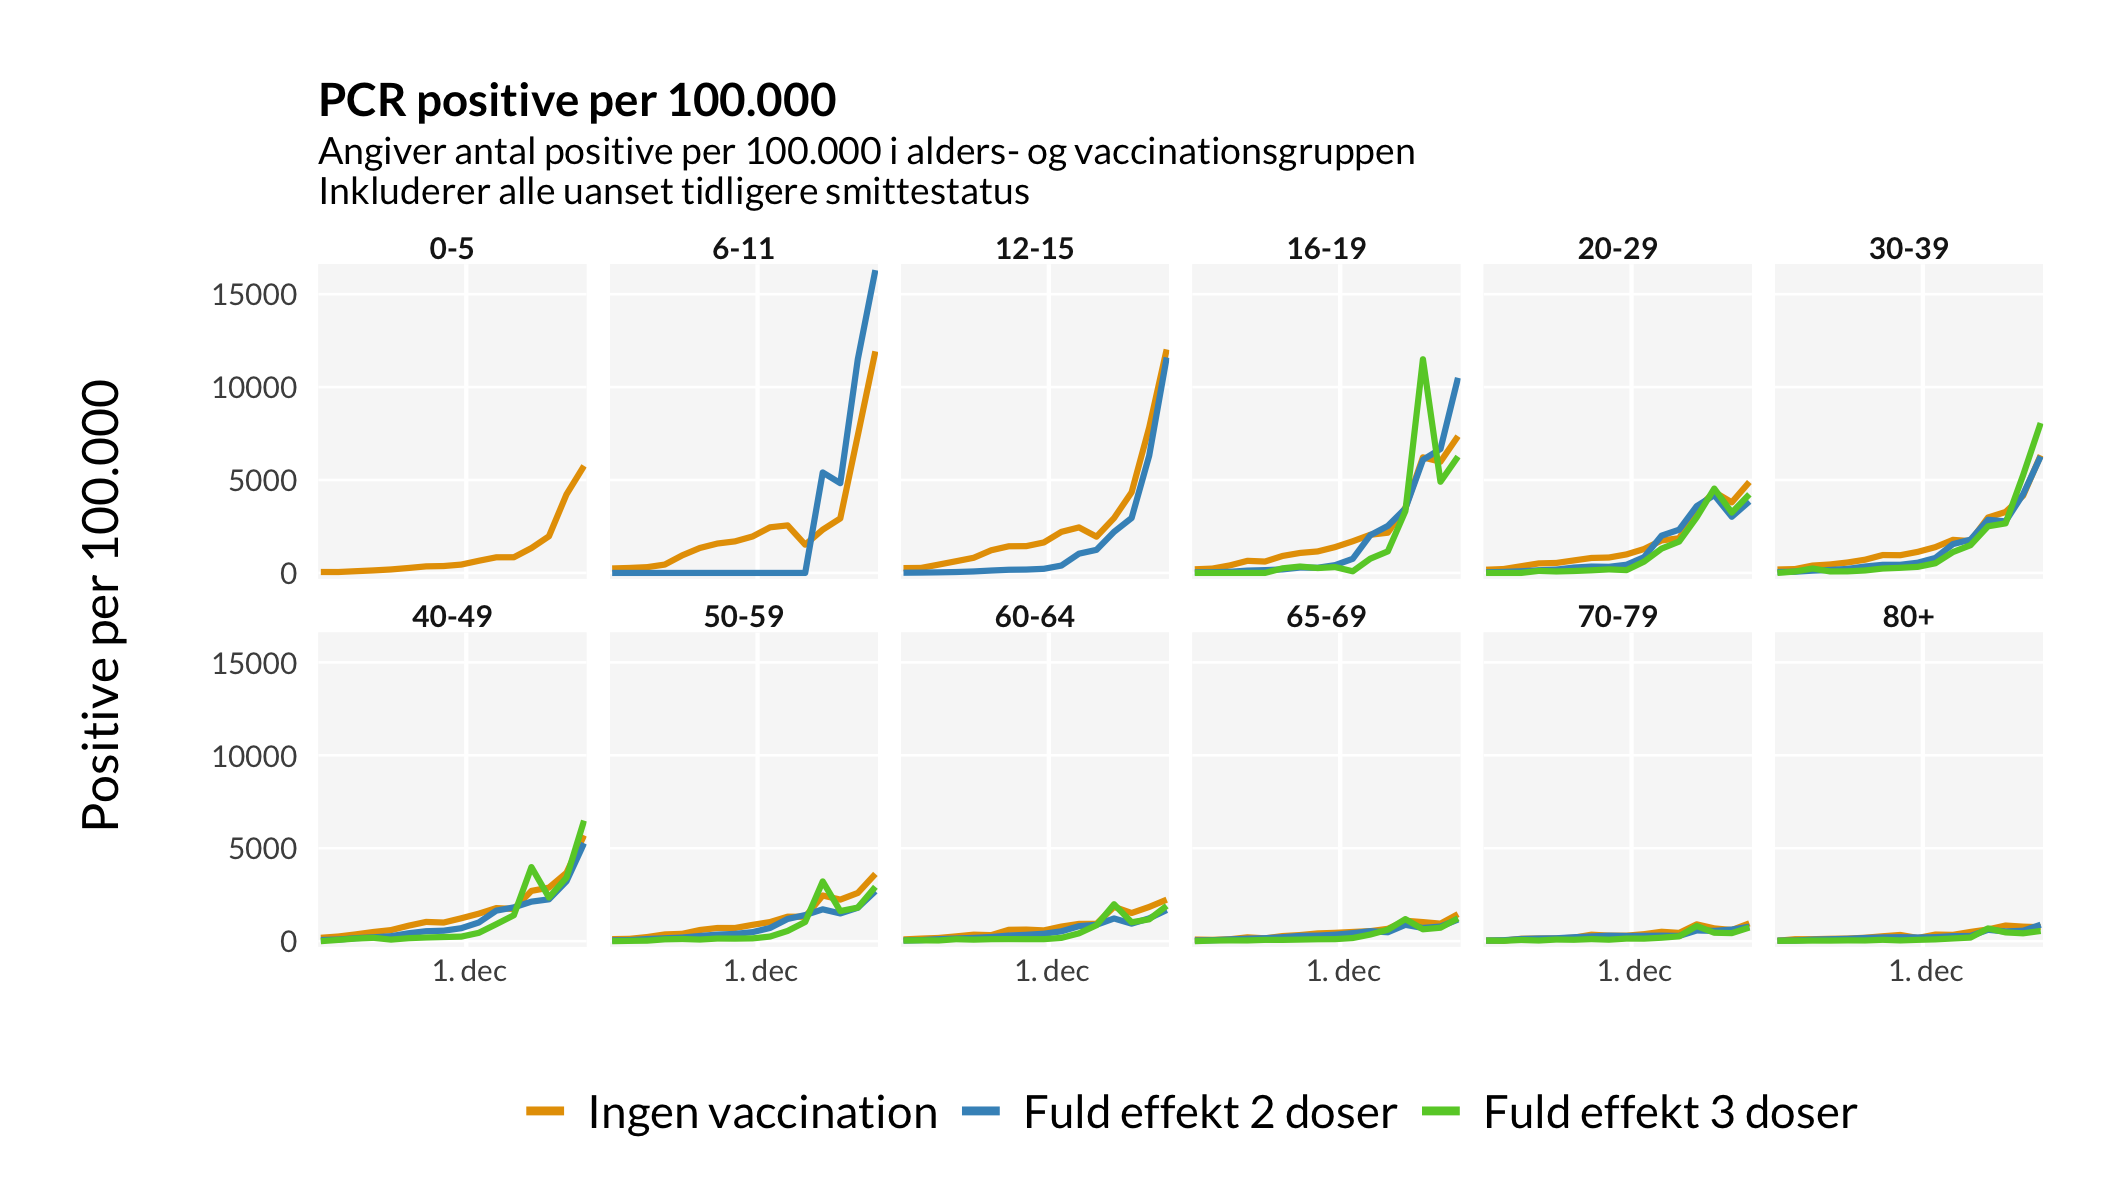 PCR positive per 100.000
Angiver antal positive per 100.000 i alders- og vaccinationsgruppen
Inkluderer alle uanset tidligere smittestatus
Positive per 100.000
0-5 6-11 12-15 16-19 20-29 30-39
15000
10000
5000
0
40-49 50-59 60-64 65-69 70-79 80+
15000
10000
5000
0
1. dec 1. dec 1. dec 1. dec 1. dec 1. dec
Ingen vaccination Fuld effekt 2 doser Fuld effekt 3 doser